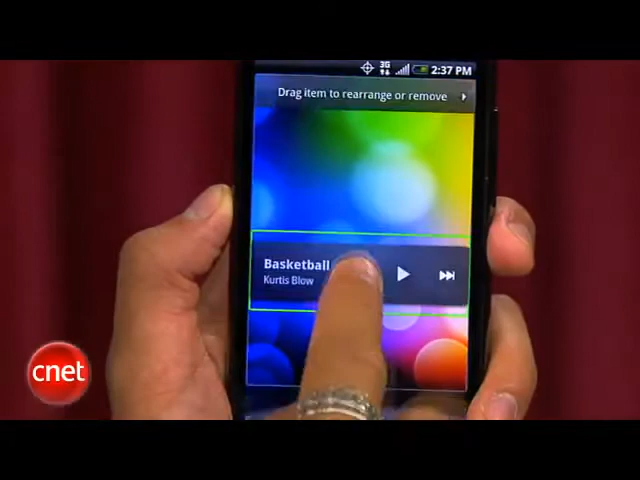 3G
2:37 PM
Drag item to rearrange or remove
Basketball
Kurtis Blow
cnet